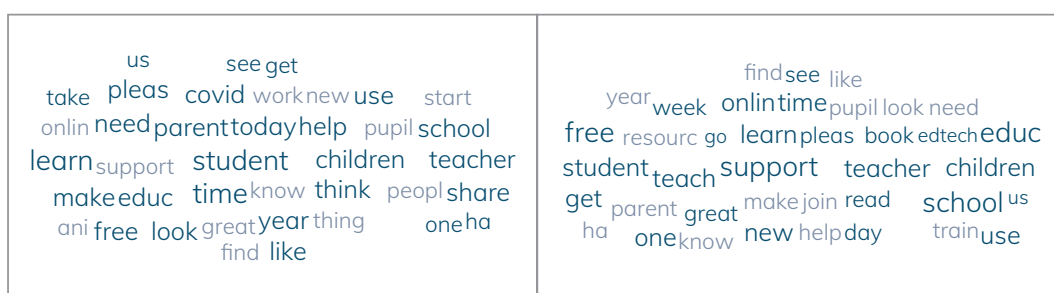 us see get
take pleas covid work new use start
onlin need parent today help pupil school
learn support student children teacher
make educ time know think peopl share
ani free look great year thing one ha
find like
find see like
year week onlin time pupil look need
free resourc go learn pleas book edtech educ
student teach support teacher children
get parent great make join read school us
ha one know new help day train use